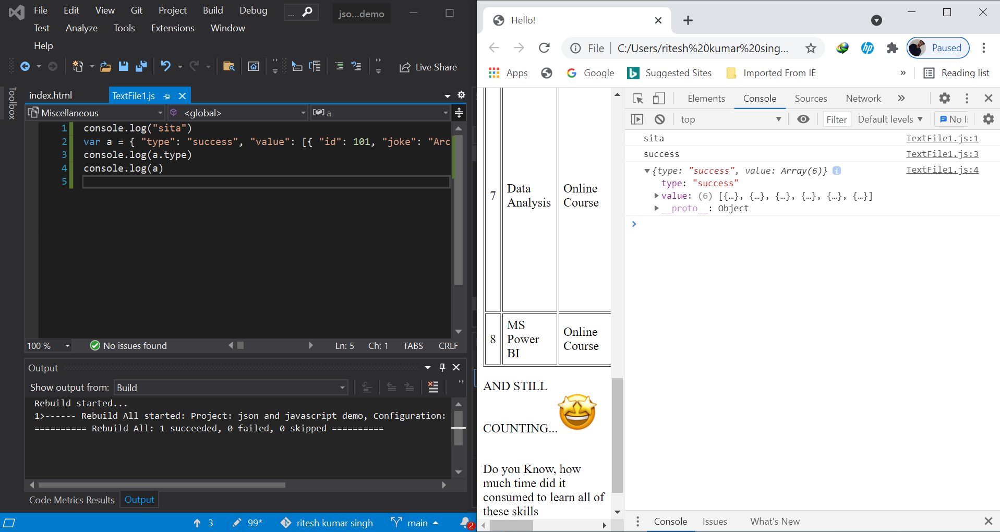 File Edit View Git Project Build Debug ... jso...demo
Test Analyze Tools Extensions Window
Help
Live Share
Toolbox
index.html TextFile1.js
Miscellaneous <global> a
1 console.log("sita")
2 var a = { "type": "success", "value": [{ "id": 101, "joke": "Arc
3 console.log(a.type)
4 console.log(a)
5
100 % No issues found Ln: 5 Ch: 1 TABS CRLF
Output
Show output from: Build
Rebuild started...
1>------ Rebuild All started: Project: json and javascript demo, Configuration:
========== Rebuild All: 1 succeeded, 0 failed, 0 skipped ==========
Code Metrics Results Output
3 99* ritesh kumar singh main 2
Hello!
File C:/Users/ritesh%20kumar%20sing... hp Paused
Apps Google Suggested Sites Imported From IE » Reading list
7 Data Analysis Online Course
8 MS Power BI Online Course
AND STILL
COUNTING...
Do you Know, how
much time did it
consumed to learn all of
these skills
Elements Console Sources Network »
top Filter Default levels No
sita TextFile1.js:1
success TextFile1.js:3
{type: "success", value: Array(6)} i TextFile1.js:4
type: "success"
value: (6) [{…}, {…}, {…}, {…}, {…}, {…}]
__proto__: Object
Console Issues What's New